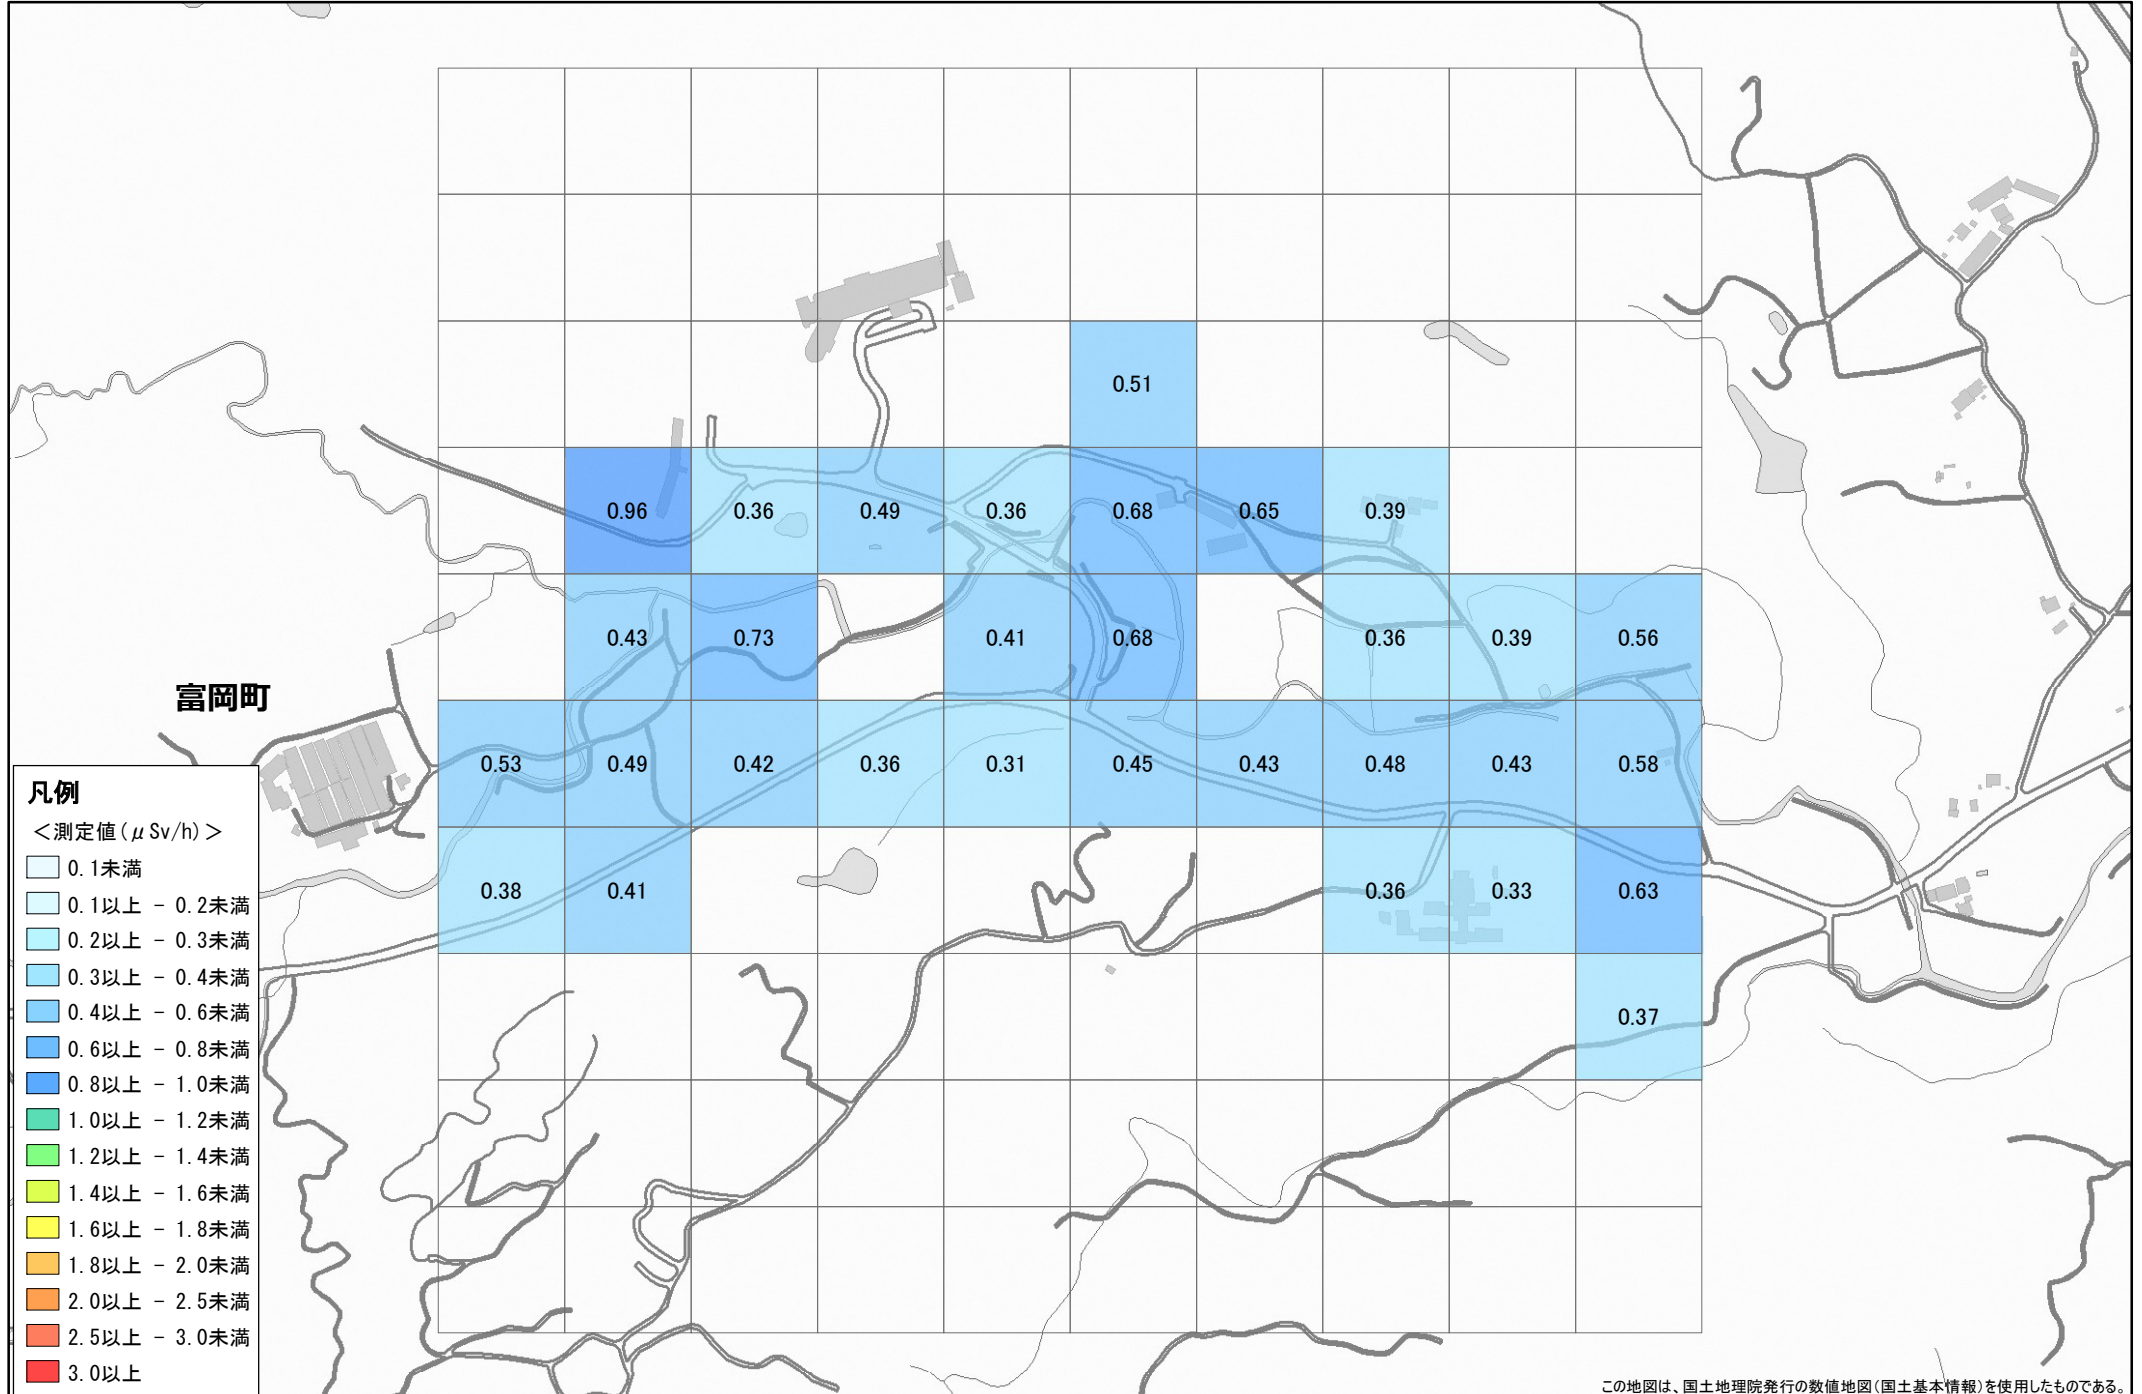 0.51
0.96 0.36 0.49 0.36 0.68 0.65 0.39
0.43 0.73 0.41 0.68 0.36 0.39 0.56
富岡町
0.53 0.49 0.42 0.36 0.31 0.45 0.43 0.48 0.43 0.58
0.38 0.41 0.36 0.33 0.63
0.37
凡例
＜測定値(μSv/h)＞
0.1未満
0.1以上 - 0.2未満
0.2以上 - 0.3未満
0.3以上 - 0.4未満
0.4以上 - 0.6未満
0.6以上 - 0.8未満
0.8以上 - 1.0未満
1.0以上 - 1.2未満
1.2以上 - 1.4未満
1.4以上 - 1.6未満
1.6以上 - 1.8未満
1.8以上 - 2.0未満
2.0以上 - 2.5未満
2.5以上 - 3.0未満
3.0以上
この地図は、国土地理院発行の数値地図(国土基本情報)を使用したものである。